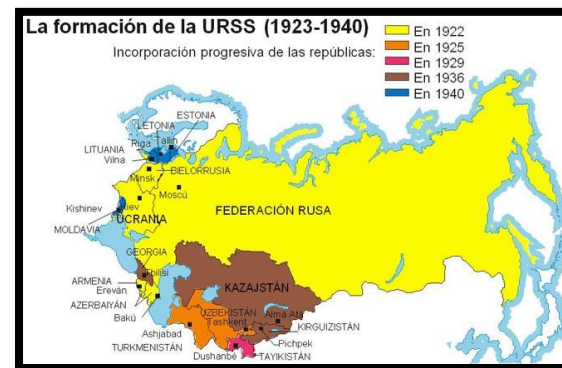 La formación de la URSS (1923-1940)
Incorporación progresiva de las repúblicas:
En 1922
En 1925
En 1929
En 1936
En 1940
ESTONIA
LETONIA
Riga
Tallin
LITUANIA
Vilna
BIELORRUSIA
Minsk
Moscú
Kiev
UCRANIA
Kishinev
MOLDAVIA
FEDERACIÓN RUSA
GEORGIA
Tbilisi
ARMENIA
Ereván
AZERBAIYÁN
Bakú
KAZAJSTÁN
UZBEKISTÁN
Tashkent
Alma Ata
KIRGUIZISTÁN
Ashjabad
Pichpek
TURKMENISTÁN
Dushanbé
TAYIKISTÁN